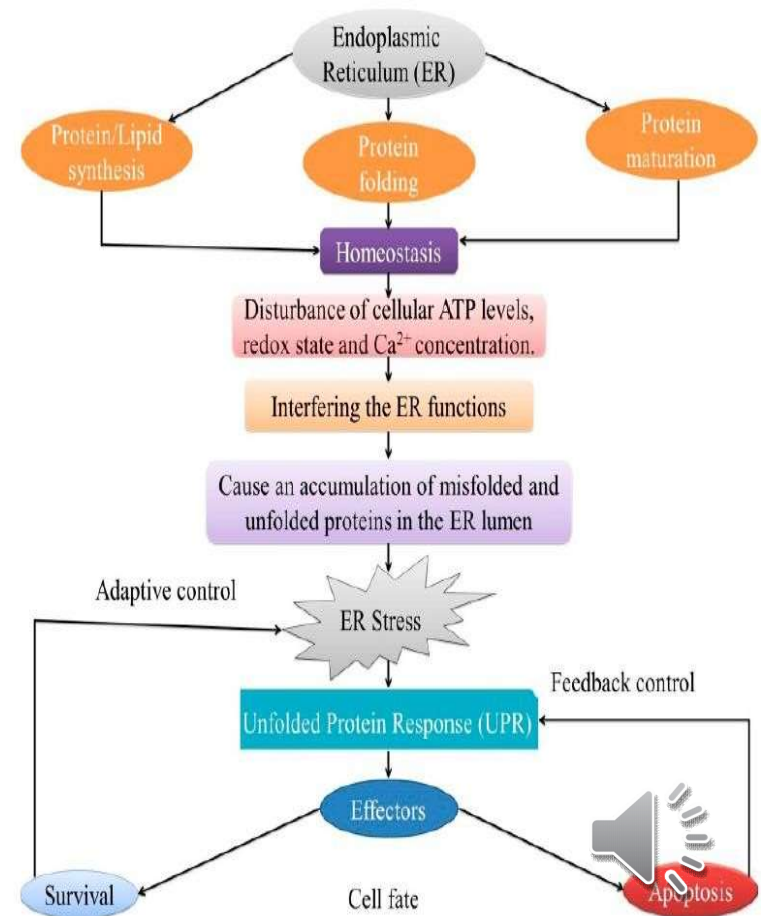 Endoplasmic
Reticulum (ER)
Protein/Lipid
synthesis
Protein
folding
Protein
maturation
Homeostasis
Disturbance of cellular ATP levels,
redox state and Ca²⁺ concentration.
Interfering the ER functions
Cause an accumulation of misfolded and
unfolded proteins in the ER lumen
Adaptive control
ER Stress
Feedback control
Unfolded Protein Response (UPR)
Effectors
Survival
Cell fate
Apoptosis